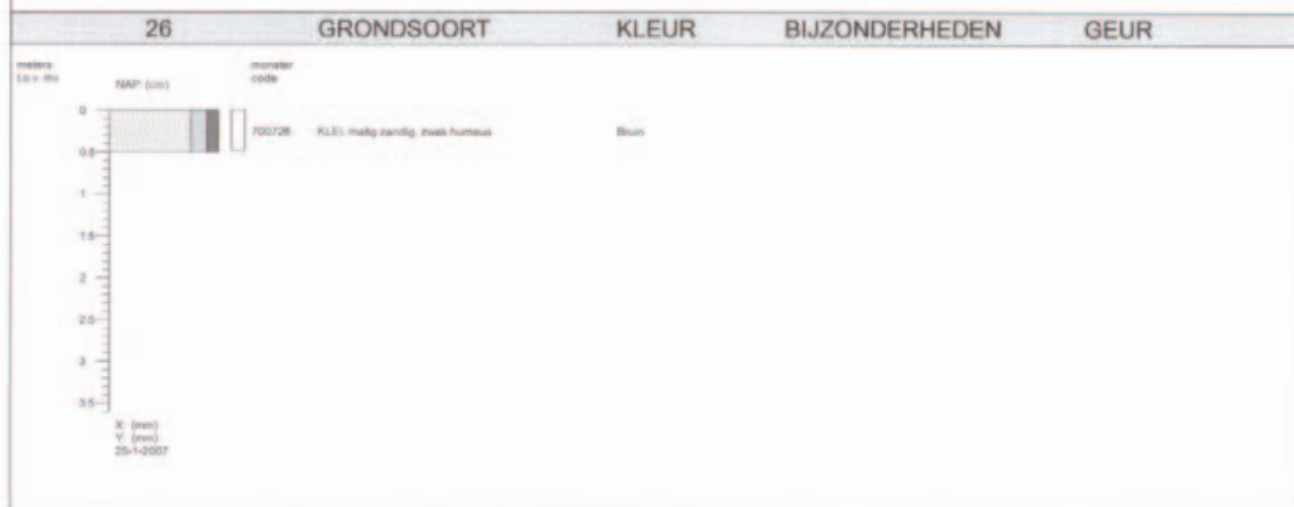 26 GRONDSOORT KLEUR BIJZONDERHEDEN GEUR
meters
t.o.v. mv
NAP: (cm)
monster
code
0
700726 KLEI, matig zandig, zwak humeus Bruin
0.5
1
1.5
2
2.5
3
3.5
X: (mm)
Y: (mm)
25-1-2007